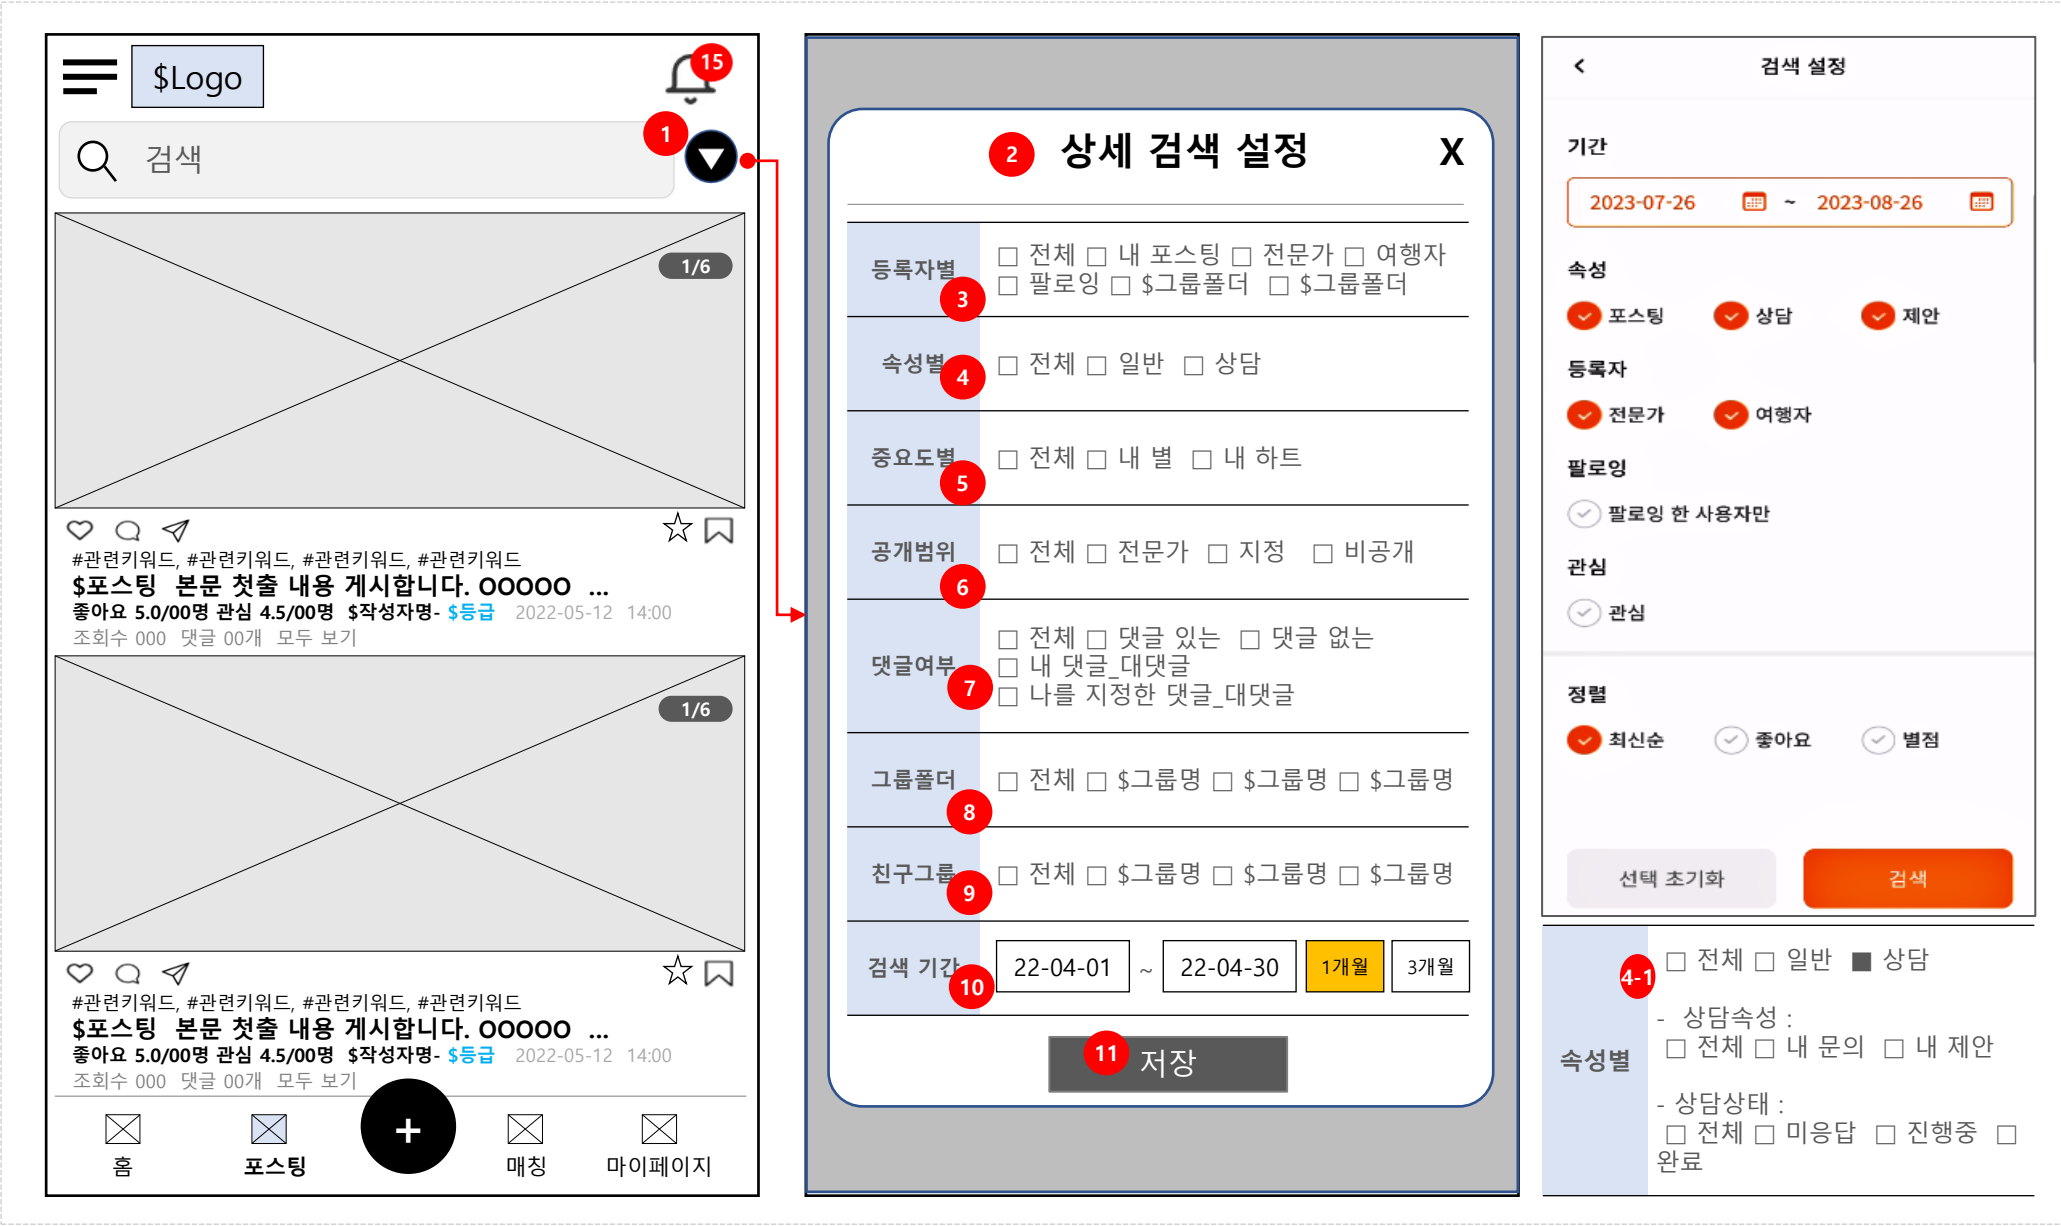 $Logo
15
1
검색
1/6
#관련키워드, #관련키워드, #관련키워드, #관련키워드
$포스팅 본문 첫출 내용 게시합니다. OOOOO ...
좋아요 5.0/00명 관심 4.5/00명 $작성자명- $등급 2022-05-12 14:00
조회수 000 댓글 00개 모두 보기
1/6
#관련키워드, #관련키워드, #관련키워드, #관련키워드
$포스팅 본문 첫출 내용 게시합니다. OOOOO ...
좋아요 5.0/00명 관심 4.5/00명 $작성자명- $등급 2022-05-12 14:00
조회수 000 댓글 00개 모두 보기
+
홈 포스팅 매칭 마이페이지
2 상세 검색 설정 X
등록자별 3
□ 전체 □ 내 포스팅 □ 전문가 □ 여행자
□ 팔로잉 □ $그룹폴더 □ $그룹폴더
속성별 4
□ 전체 □ 일반 □ 상담
중요도별 5
□ 전체 □ 내 별 □ 내 하트
공개범위 6
□ 전체 □ 전문가 □ 지정 □ 비공개
댓글여부 7
□ 전체 □ 댓글 있는 □ 댓글 없는
□ 내 댓글_대댓글
□ 나를 지정한 댓글_대댓글
그룹폴더 8
□ 전체 □ $그룹명 □ $그룹명 □ $그룹명
친구그룹 9
□ 전체 □ $그룹명 □ $그룹명 □ $그룹명
검색 기간 10
22-04-01 ~ 22-04-30 1개월 3개월
11 저장
< 검색 설정
기간
2023-07-26 ~ 2023-08-26
속성
포스팅 상담 제안
등록자
전문가 여행자
팔로잉
팔로잉 한 사용자만
관심
관심
정렬
최신순 좋아요 별점
선택 초기화 검색
4-1
속성별
□ 전체 □ 일반 ■ 상담
- 상담속성 :
□ 전체 □ 내 문의 □ 내 제안
- 상담상태 :
□ 전체 □ 미응답 □ 진행중 □
완료